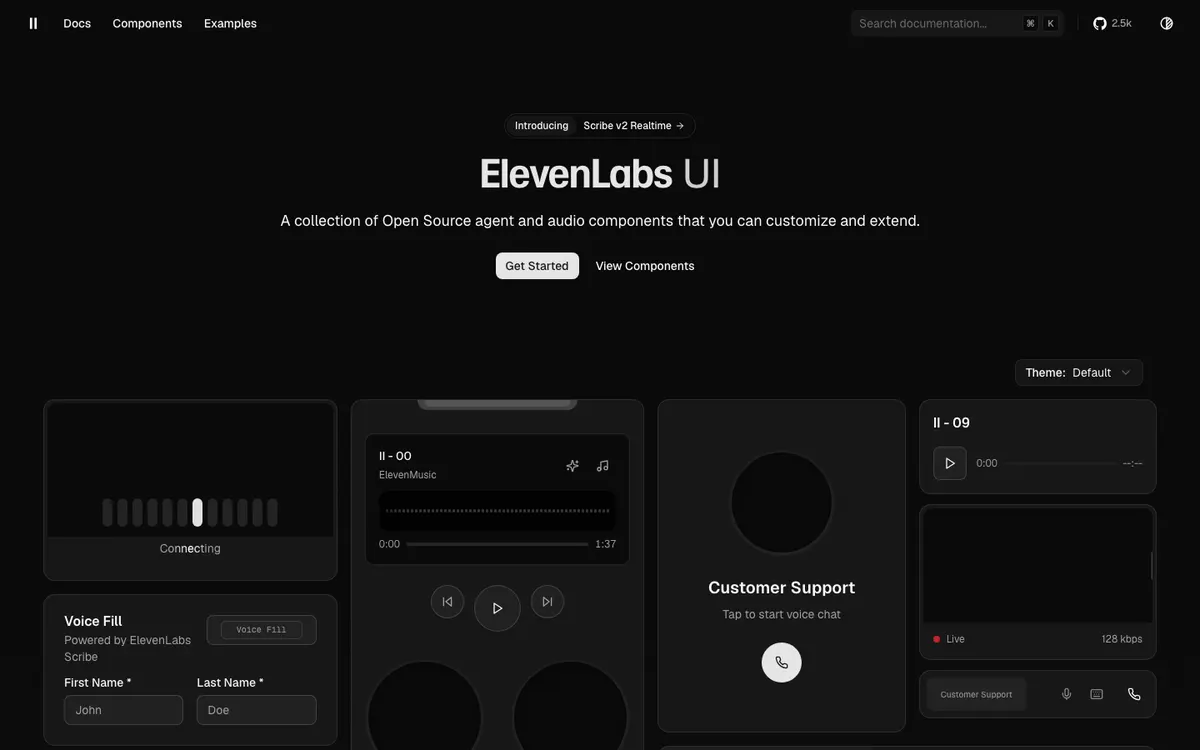 Docs Components Examples
Search documentation... ⌘ K
2.5k
Introducing Scribe v2 Realtime →
ElevenLabs UI
A collection of Open Source agent and audio components that you can customize and extend.
Get Started View Components
Theme: Default
Connecting
Voice Fill
Powered by ElevenLabs
Scribe
Voice Fill
First Name * Last Name *
John Doe
II - 00
ElevenMusic
0:00 1:37
Customer Support
Tap to start voice chat
II - 09
0:00 --:--
Live 128 kbps
Customer Support